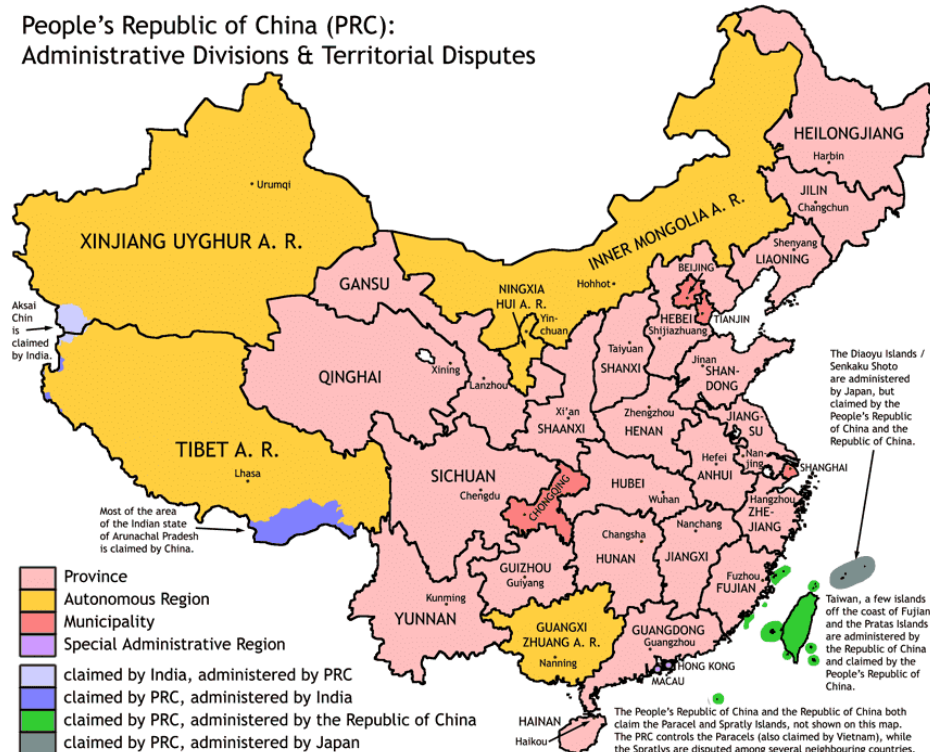 People's Republic of China (PRC):
Administrative Divisions & Territorial Disputes
HEILONGJIANG
Harbin
JILIN
Changchun
Urumqi
XINJIANG UYGHUR A. R.
INNER MONGOLIA A. R.
Shenyang
LIAONING
BEIJING
GANSU
NINGXIA
HUI A. R.
Hohhot
Aksai
Chin
is
claimed
by India.
Yin-
chuan
HEBEI
Shijiazhuang
TIANJIN
Taiyuan
SHANXI
Jinan
SHAN-
DONG
QINGHAI
Xining
Lanzhou
The Diaoyu Islands /
Senkaku Shoto
are administered
by Japan, but
claimed by the
People's Republic
of China and the
Republic of China.
Xi'an
SHAANXI
Zhengzhou
HENAN
JIANG-
SU
TIBET A. R.
Lhasa
SICHUAN
Chengdu
CHONGQING
HUBEI
Wuhan
Hefei
ANHUI
Nan-
jing
SHANGHAI
Hangzhou
ZHE-
JIANG
Most of the area
of the Indian state
of Arunachal Pradesh
is claimed by China.
Changsha
HUNAN
Nanchang
JIANGXI
GUIZHOU
Guiyang
Fuzhou
FUJIAN
Kunming
YUNNAN
GUANGXI
ZHUANG A. R.
Nanning
GUANGDONG
Guangzhou
HONG KONG
MACAU
Taiwan, a few islands
off the coast of Fujian
and the Pratas Islands
are administered by
the Republic of China
and claimed by the
People's Republic of
China.
Province
Autonomous Region
Municipality
Special Administrative Region
claimed by India, administered by PRC
claimed by PRC, administered by India
claimed by PRC, administered by the Republic of China
claimed by PRC, administered by Japan
HAINAN
Haikou
The People's Republic of China and the Republic of China both
claim the Paracel and Spratly Islands, not shown on this map.
The PRC controls the Paracels (also claimed by Vietnam), while
the Spratlys are disputed among several neighbouring countries.